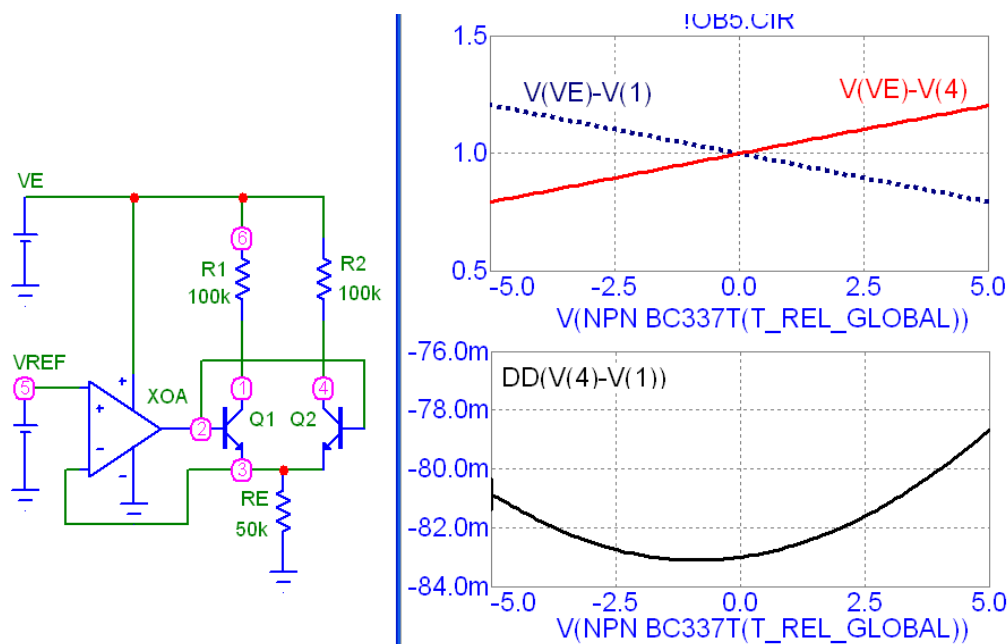 VE
6
R1
100k
R2
100k
VREF
5
XOA
+
+
-
-
2
1
4
Q1
Q2
3
RE
50k
!OB5.CIR
1.5
V(VE)-V(1)
V(VE)-V(4)
1.0
0.5
-5.0
-2.5
0.0
2.5
5.0
V(NPN BC337T(T_REL_GLOBAL))
-76.0m
DD(V(4)-V(1))
-78.0m
-80.0m
-82.0m
-84.0m
-5.0
-2.5
0.0
2.5
5.0
V(NPN BC337T(T_REL_GLOBAL))